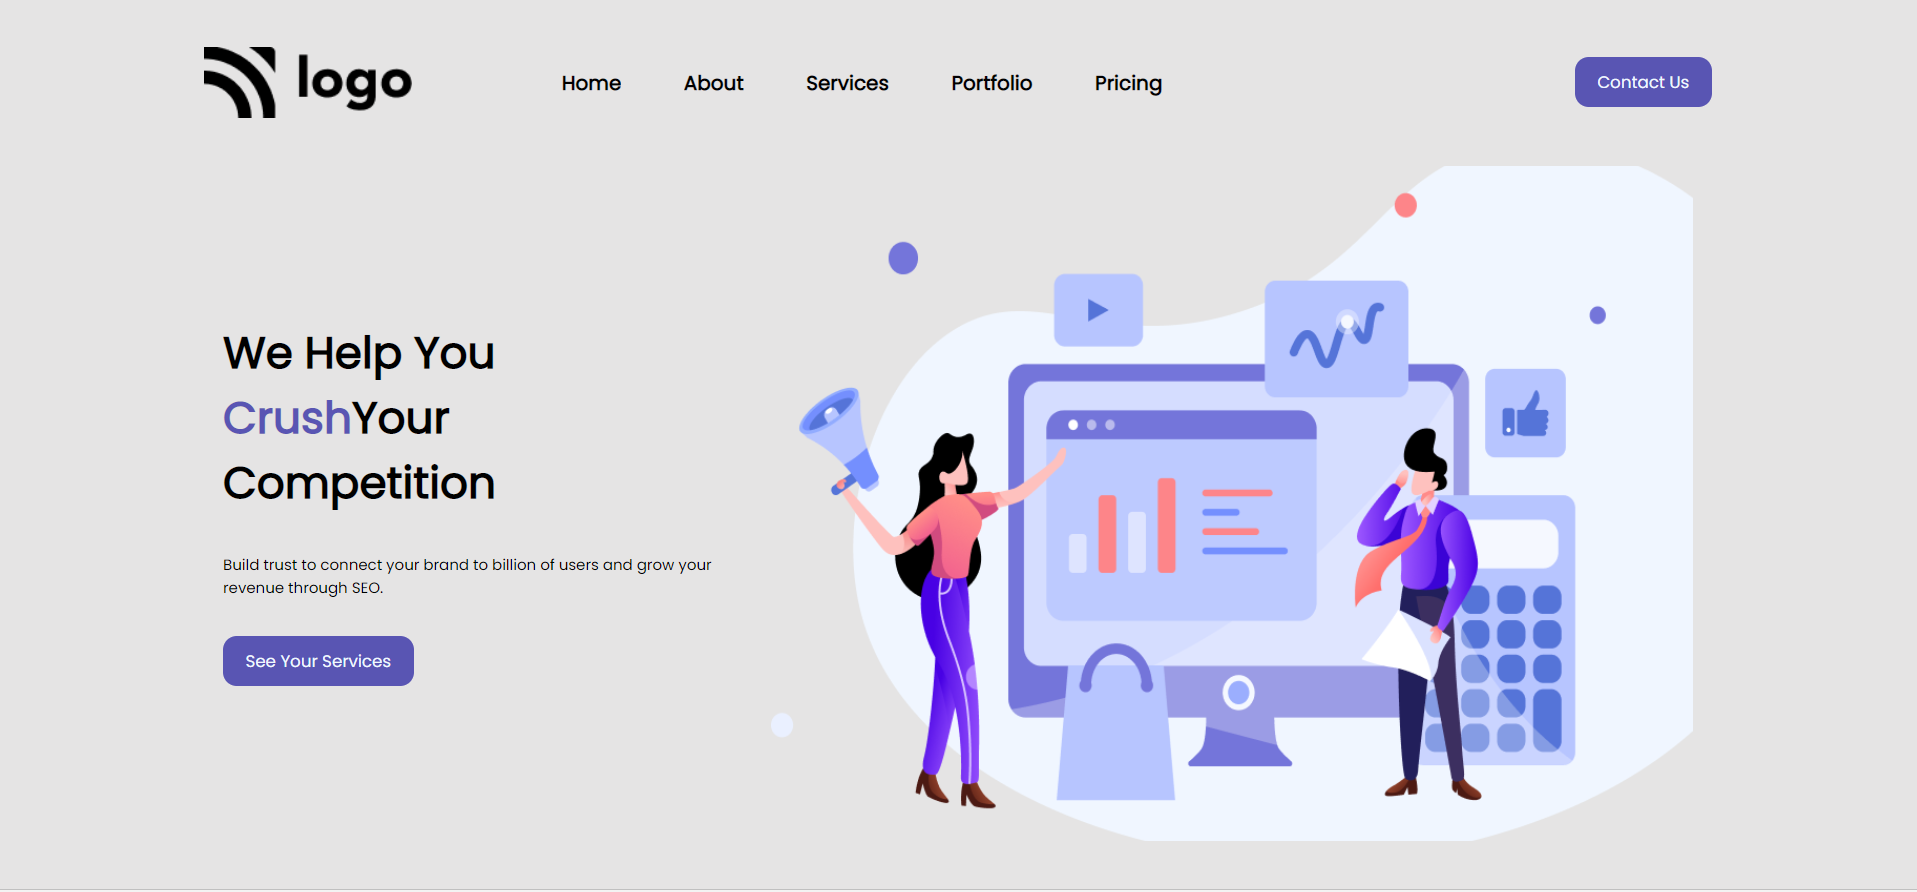 logo
Home About Services Portfolio Pricing
Contact Us
We Help You
CrushYour
Competition
Build trust to connect your brand to billion of users and grow your
revenue through SEO.
See Your Services